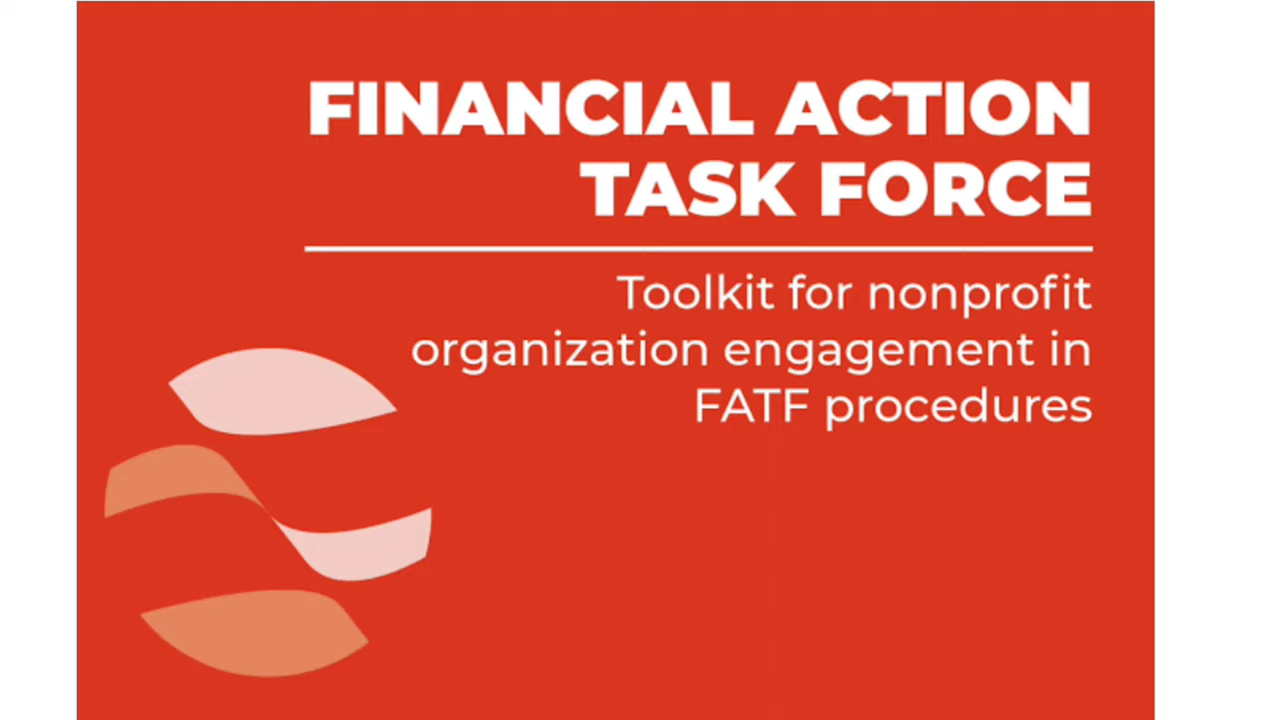 FINANCIAL ACTION
TASK FORCE
Toolkit for nonprofit
organization engagement in
FATF procedures